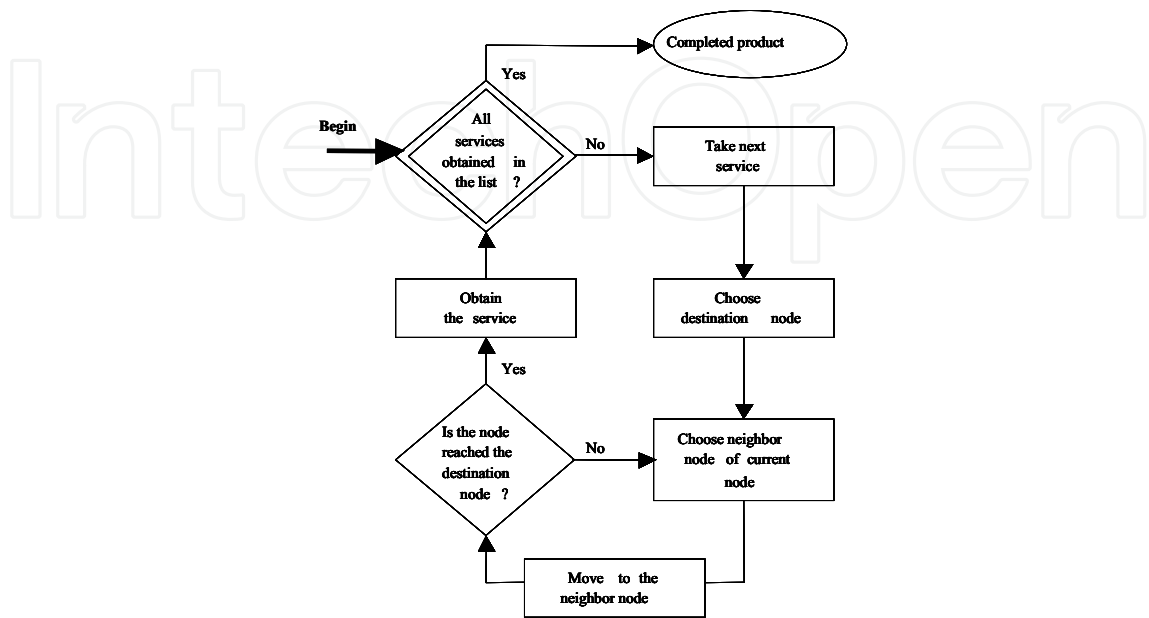 IntechOpen
Completed product
Yes
Begin
All
services
obtained in
the list ?
No
Take next
service
Obtain
the service
Choose
destination node
Yes
Is the node
reached the
destination
node ?
No
Choose neighbor
node of current
node
Move to the
neighbor node